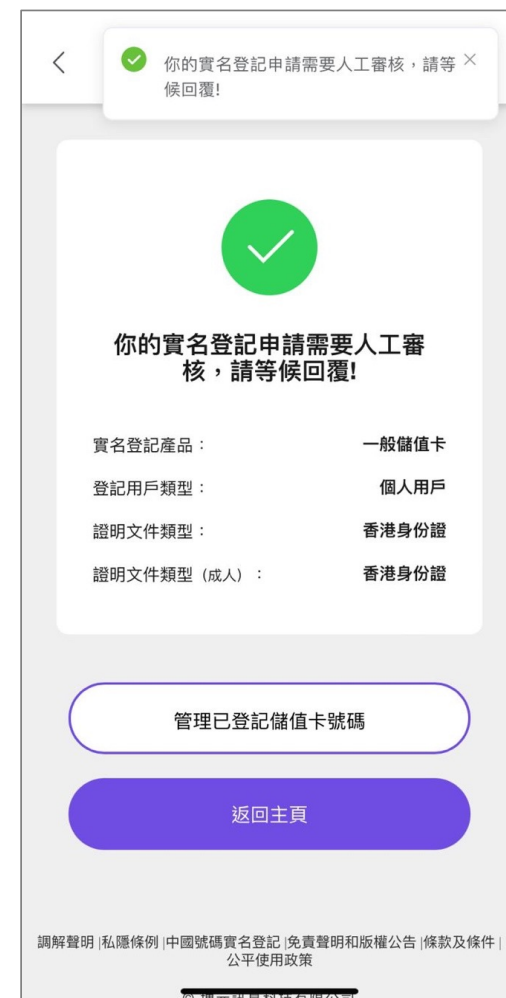 你的實名登記申請需要人工審核，請等
候回覆!
你的實名登記申請需要人工審
核，請等候回覆!
實名登記產品： 一般儲值卡
登記用戶類型： 個人用戶
證明文件類型： 香港身份證
證明文件類型 (成人) ： 香港身份證
管理已登記儲值卡號碼
返回主頁
調解聲明 |私隱條例 |中國號碼實名登記 |免責聲明和版權公告 |條款及條件 |
公平使用政策